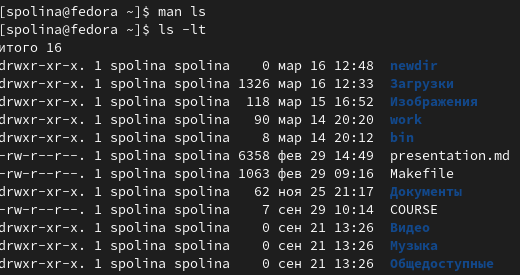 [spolina@fedora ~]$ man ls
[spolina@fedora ~]$ ls -lt
итого 16
drwxr-xr-x. 1 spolina spolina    0 мар 16 12:48  newdir
drwxr-xr-x. 1 spolina spolina 1326 мар 16 12:33  Загрузки
drwxr-xr-x. 1 spolina spolina  118 мар 15 16:52  Изображения
drwxr-xr-x. 1 spolina spolina   90 мар 14 20:20  work
drwxr-xr-x. 1 spolina spolina    8 мар 14 20:12  bin
-rw-r--r--. 1 spolina spolina 6358 фев 29 14:49  presentation.md
-rw-r--r--. 1 spolina spolina 1063 фев 29 09:16  Makefile
drwxr-xr-x. 1 spolina spolina   62 ноя 25 21:17  Документы
-rw-r--r--. 1 spolina spolina    7 сен 29 10:14  COURSE
drwxr-xr-x. 1 spolina spolina    0 сен 21 13:26  Видео
drwxr-xr-x. 1 spolina spolina    0 сен 21 13:26  Музыка
drwxr-xr-x. 1 spolina spolina    0 сен 21 13:26  Общедоступные